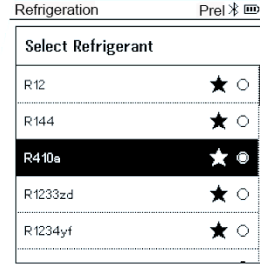 Refrigeration Prel
Select Refrigerant
R12
R144
R410a
R1233zd
R1234yf